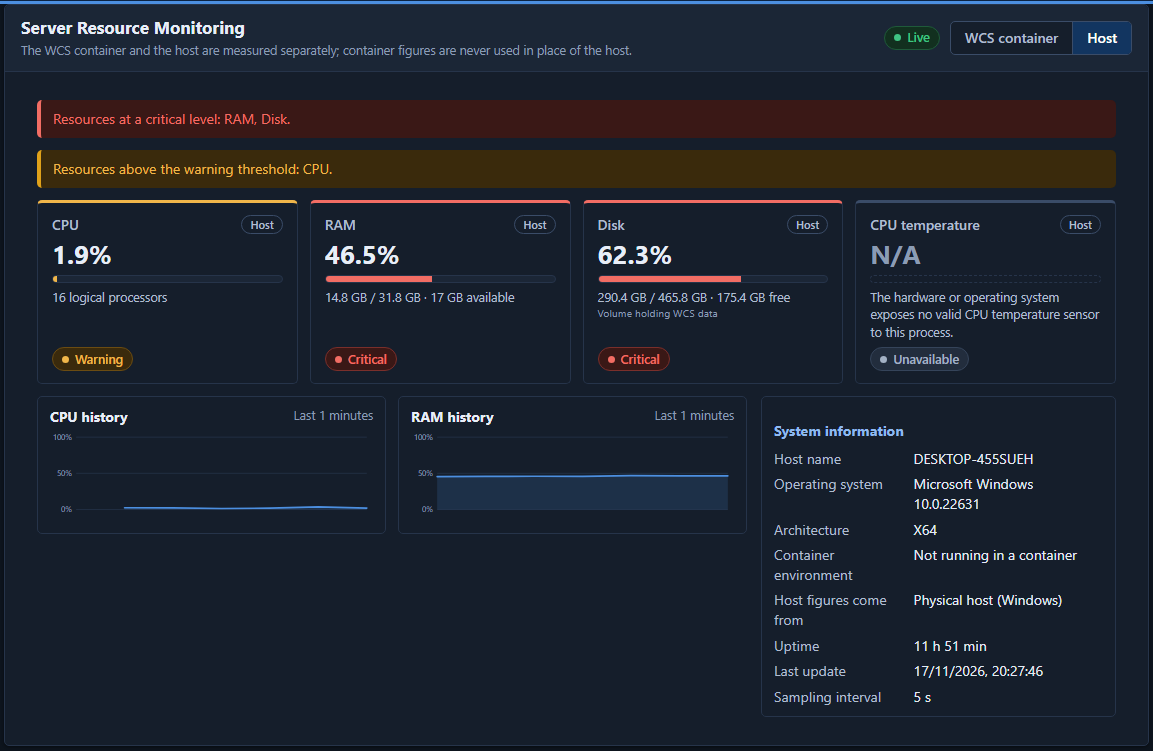 Server Resource Monitoring
The WCS container and the host are measured separately; container figures are never used in place of the host.
Live
WCS container
Host
Resources at a critical level: RAM, Disk.
Resources above the warning threshold: CPU.
CPU
Host
1.9%
16 logical processors
Warning
RAM
Host
46.5%
14.8 GB / 31.8 GB · 17 GB available
Critical
Disk
Host
62.3%
290.4 GB / 465.8 GB · 175.4 GB free
Volume holding WCS data
Critical
CPU temperature
Host
N/A
The hardware or operating system
exposes no valid CPU temperature sensor
to this process.
Unavailable
CPU history
Last 1 minutes
100%
50%
0%
RAM history
Last 1 minutes
100%
50%
0%
System information
Host name
DESKTOP-455SUEH
Operating system
Microsoft Windows
10.0.22631
Architecture
X64
Container
environment
Not running in a container
Host figures come
from
Physical host (Windows)
Uptime
11 h 51 min
Last update
17/11/2026, 20:27:46
Sampling interval
5 s